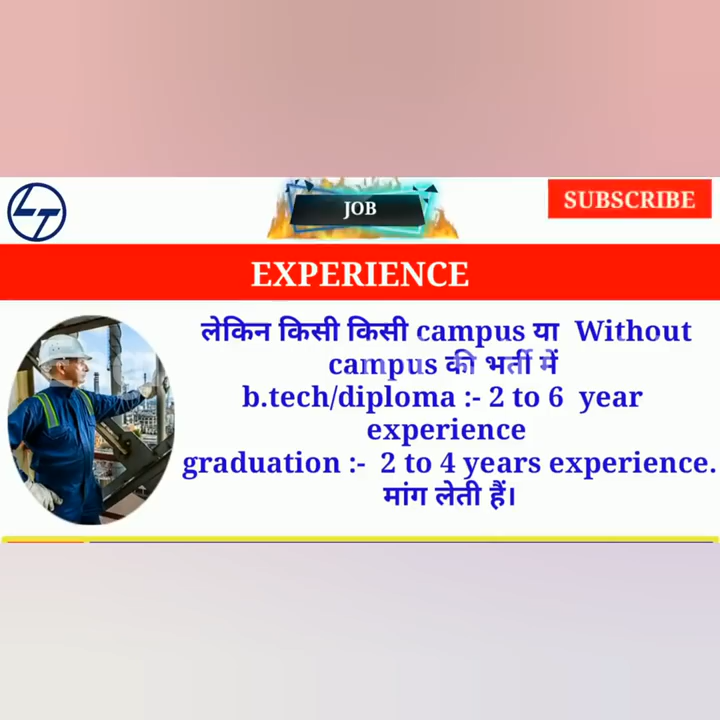 LT
JOB
SUBSCRIBE
EXPERIENCE
लेकिन किसी किसी campus या Without
campus की भर्ती में
b.tech/diploma :- 2 to 6 year
experience
graduation :- 2 to 4 years experience.
मांग लेती हैं।